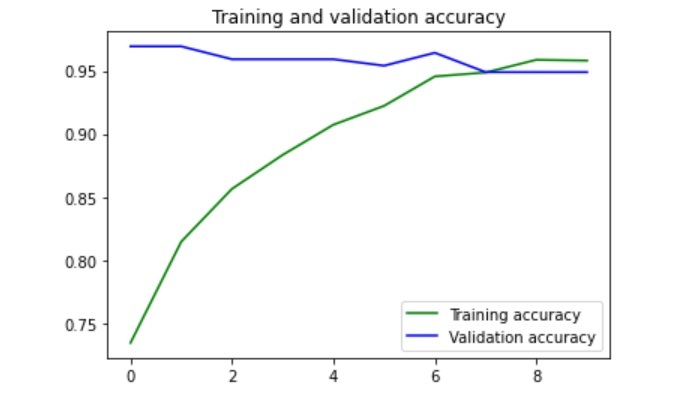 Training and validation accuracy
0.95
0.90
0.85
0.80
0.75
Training accuracy
Validation accuracy
0 2 4 6 8